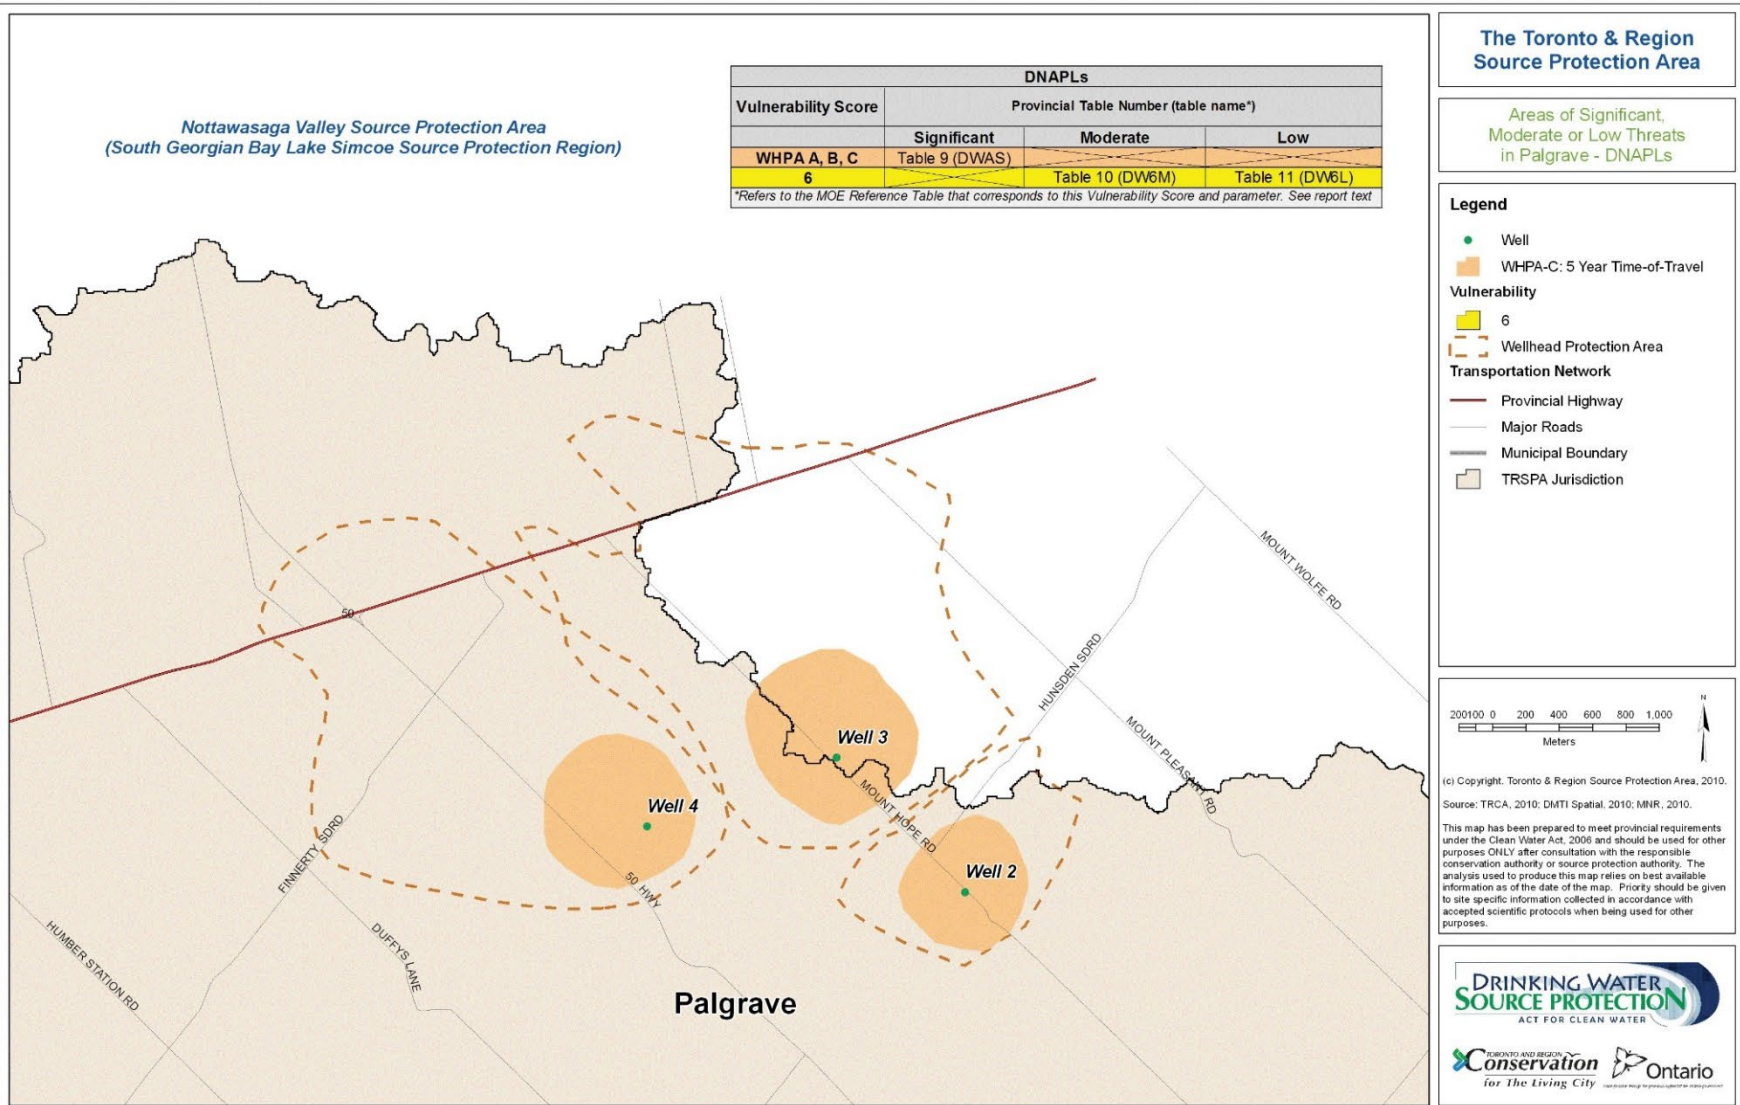 Nottawasaga Valley Source Protection Area
(South Georgian Bay Lake Simcoe Source Protection Region)
DNAPLs
Vulnerability Score Provincial Table Number (table name*)
Significant Moderate Low
WHPA A, B, C Table 9 (DWAS)
6 Table 10 (DW6M) Table 11 (DW6L)
*Refers to the MOE Reference Table that corresponds to this Vulnerability Score and parameter. See report text
50
MOUNT WOLFE RD
HUNSDEN SDRD
MOUNT PLEASANT RD
Well 3
MOUNT HOPE RD
Well 4
Well 2
FINNERTY SDRD
50 HWY
DUFFYS LANE
HUMBER STATION RD
Palgrave
The Toronto & Region
Source Protection Area
Areas of Significant,
Moderate or Low Threats
in Palgrave - DNAPLs
Legend
Well
WHPA-C: 5 Year Time-of-Travel
Vulnerability
6
Wellhead Protection Area
Transportation Network
Provincial Highway
Major Roads
Municipal Boundary
TRSPA Jurisdiction
N
200100 0 200 400 600 800 1,000
Meters
(c) Copyright. Toronto & Region Source Protection Area, 2010.
Source: TRCA, 2010; DMTI Spatial, 2010; MNR, 2010.
This map has been prepared to meet provincial requirements
under the Clean Water Act, 2006 and should be used for other
purposes ONLY after consultation with the responsible
conservation authority or source protection authority. The
analysis used to produce this map relies on best available
information as of the date of the map. Priority should be given
to site specific information collected in accordance with
accepted scientific protocols when being used for other
purposes.
DRINKING WATER
SOURCE PROTECTION
ACT FOR CLEAN WATER
TORONTO AND REGION
Conservation
for The Living City
Ontario